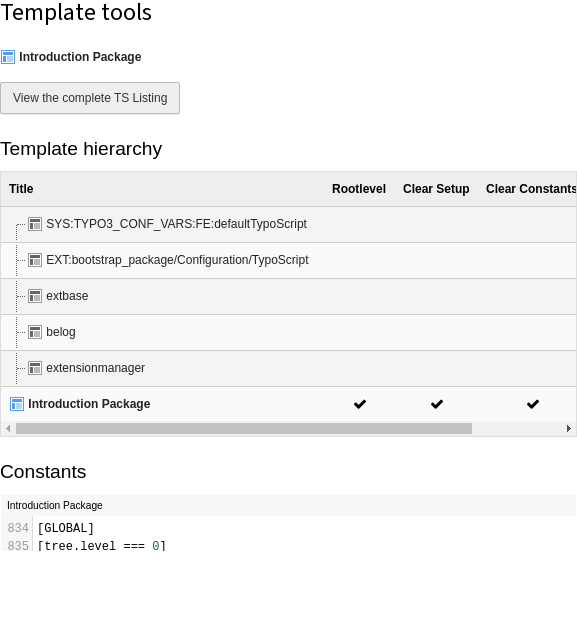 Template tools
Introduction Package
View the complete TS Listing
Template hierarchy
Title Rootlevel Clear Setup Clear Constants
SYS:TYPO3_CONF_VARS:FE:defaultTypoScript
EXT:bootstrap_package/Configuration/TypoScript
extbase
belog
extensionmanager
Introduction Package
Constants
Introduction Package
834 [GLOBAL]
835 [tree.level === 0]